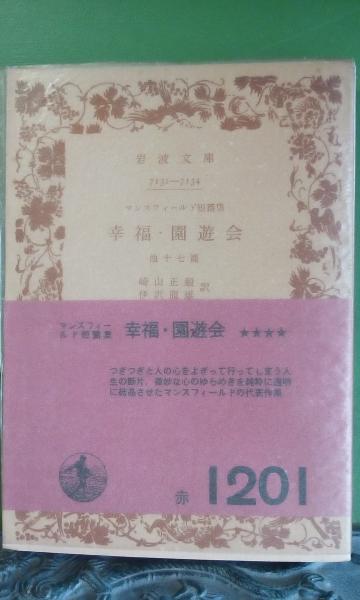 岩波文庫
7131—7134
マンスフィールド短篇集
幸福・園遊会
他十七篇
崎山正毅
伊沢龍雄 訳
マンスフィー
ルド短篇集
幸福・園遊会 ★★★★
つぎつぎと人の心をよぎって行ってしまう人
生の断片、微妙な心のゆらめきを純粋に透明
に結晶させたマンスフィールドの代表作集
赤 1201